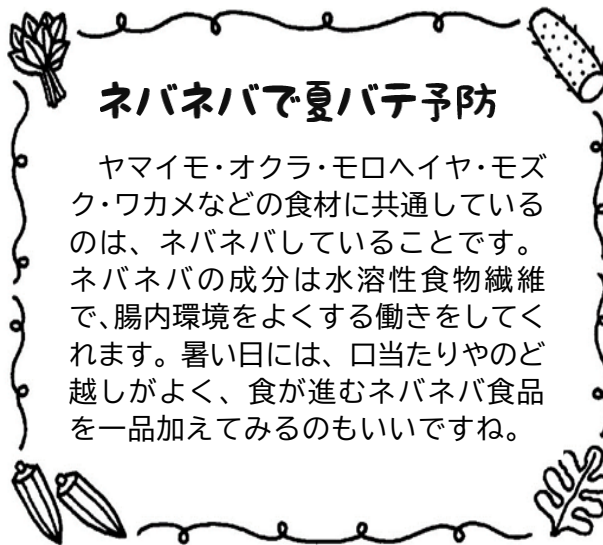 ネバネバで夏バテ予防
　ヤマイモ・オクラ・モロヘイヤ・モズ
ク・ワカメなどの食材に共通している
のは、ネバネバしていることです。
ネバネバの成分は水溶性食物繊維
で、腸内環境をよくする働きをしてく
れます。暑い日には、口当たりやのど
越しがよく、食が進むネバネバ食品
を一品加えてみるのもいいですね。